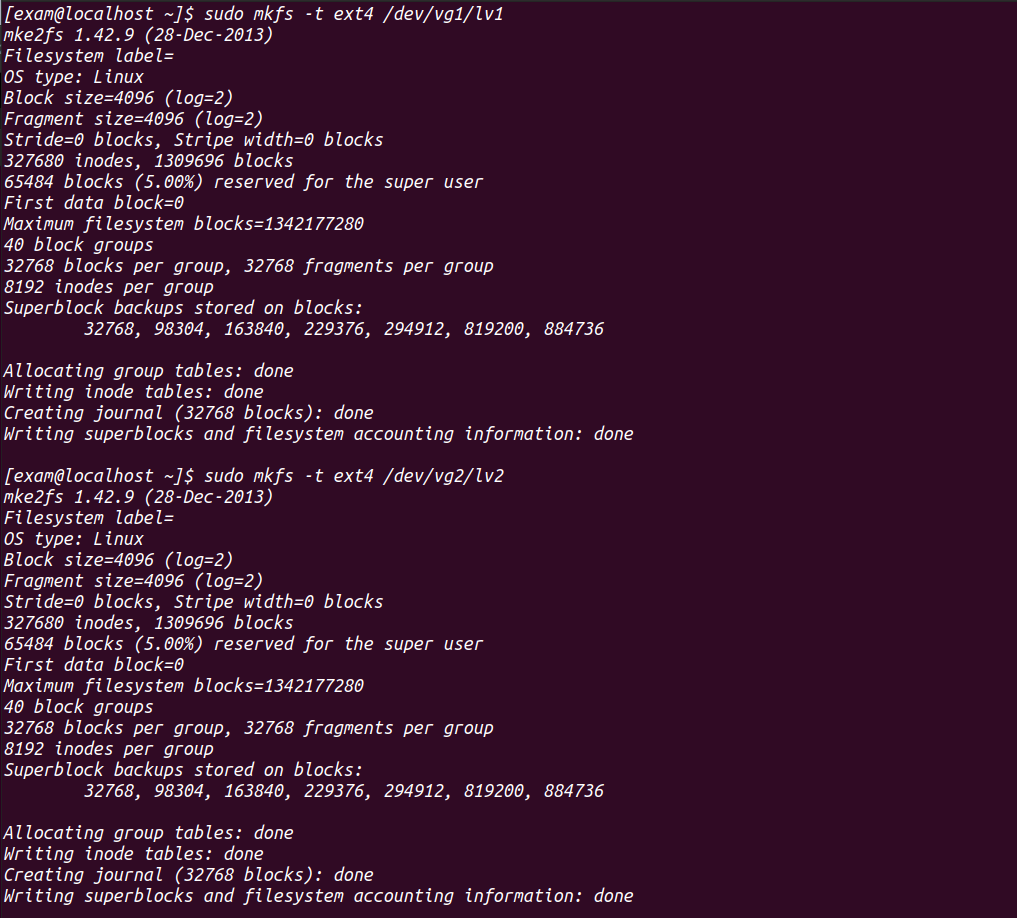 [exam@localhost ~]$ sudo mkfs -t ext4 /dev/vg1/lv1
mke2fs 1.42.9 (28-Dec-2013)
Filesystem label=
OS type: Linux
Block size=4096 (log=2)
Fragment size=4096 (log=2)
Stride=0 blocks, Stripe width=0 blocks
327680 inodes, 1309696 blocks
65484 blocks (5.00%) reserved for the super user
First data block=0
Maximum filesystem blocks=1342177280
40 block groups
32768 blocks per group, 32768 fragments per group
8192 inodes per group
Superblock backups stored on blocks:
32768, 98304, 163840, 229376, 294912, 819200, 884736
Allocating group tables: done
Writing inode tables: done
Creating journal (32768 blocks): done
Writing superblocks and filesystem accounting information: done
[exam@localhost ~]$ sudo mkfs -t ext4 /dev/vg2/lv2
mke2fs 1.42.9 (28-Dec-2013)
Filesystem label=
OS type: Linux
Block size=4096 (log=2)
Fragment size=4096 (log=2)
Stride=0 blocks, Stripe width=0 blocks
327680 inodes, 1309696 blocks
65484 blocks (5.00%) reserved for the super user
First data block=0
Maximum filesystem blocks=1342177280
40 block groups
32768 blocks per group, 32768 fragments per group
8192 inodes per group
Superblock backups stored on blocks:
32768, 98304, 163840, 229376, 294912, 819200, 884736
Allocating group tables: done
Writing inode tables: done
Creating journal (32768 blocks): done
Writing superblocks and filesystem accounting information: done